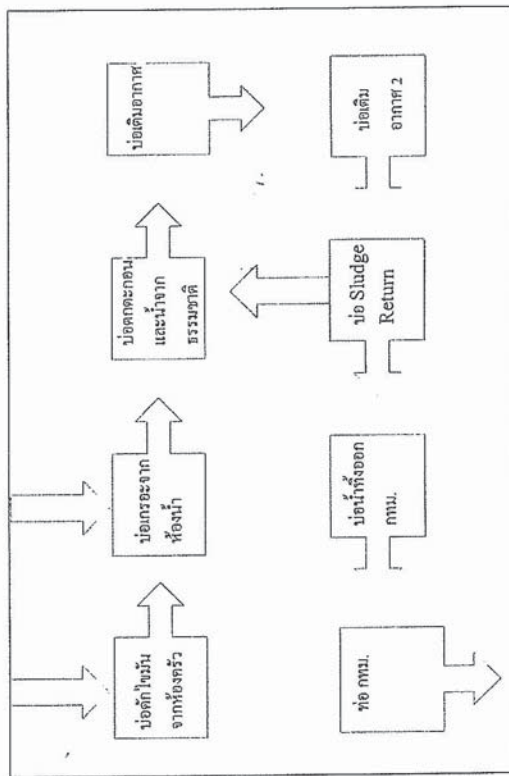 บ่อดักไขมัน
จากห้องครัว
บ่อเกรอะจาก
ห้องน้ำ
บ่อตกตะกอน
และน้ำจาก
ธรรมชาติ
บ่อเติมอากาศ
บ่อเติม
อากาศ 2
บ่อ Sludge
Return
บ่อน้ำทิ้งออก
กทม.
ท่อ กทม.